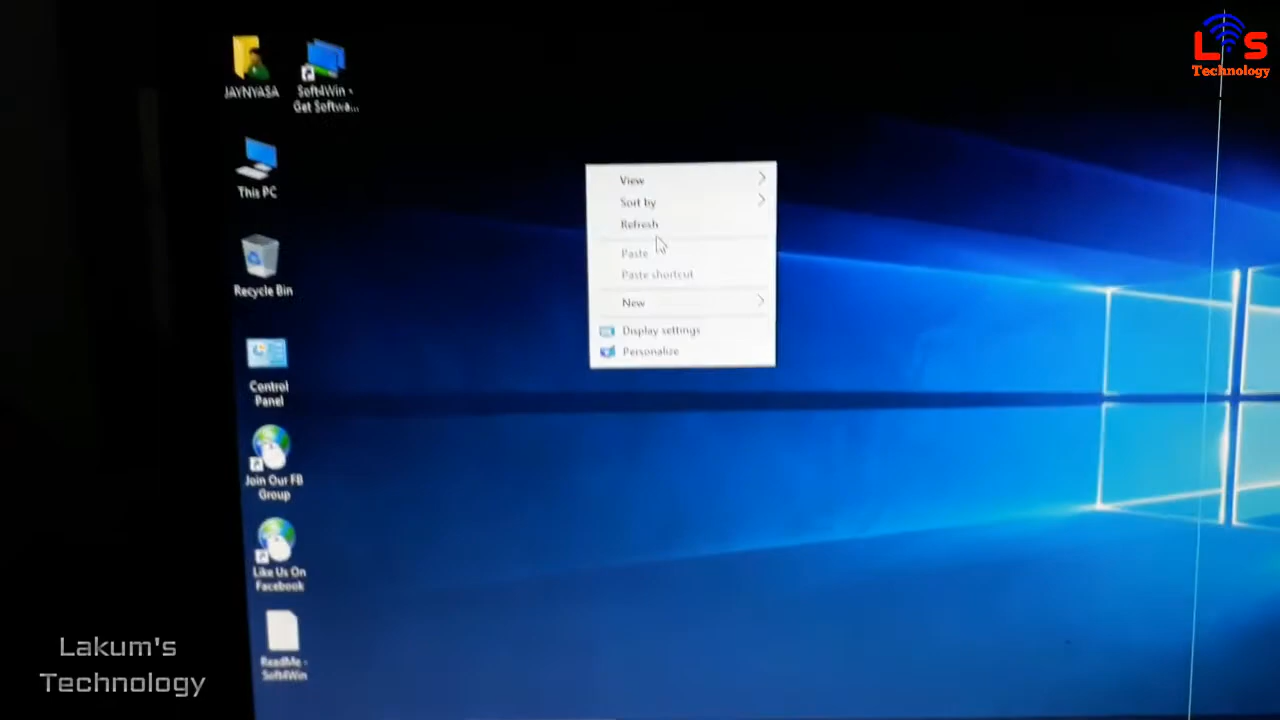 LS
Technology
JAYNYASA
Soft4Win -
Get Softwa...
This PC
Recycle Bin
Control
Panel
Join Our FB
Group
Like Us On
Facebook
ReadMe -
Soft4Win
View
Sort by
Refresh
Paste
Paste shortcut
New
Display settings
Personalize
Lakum's
Technology